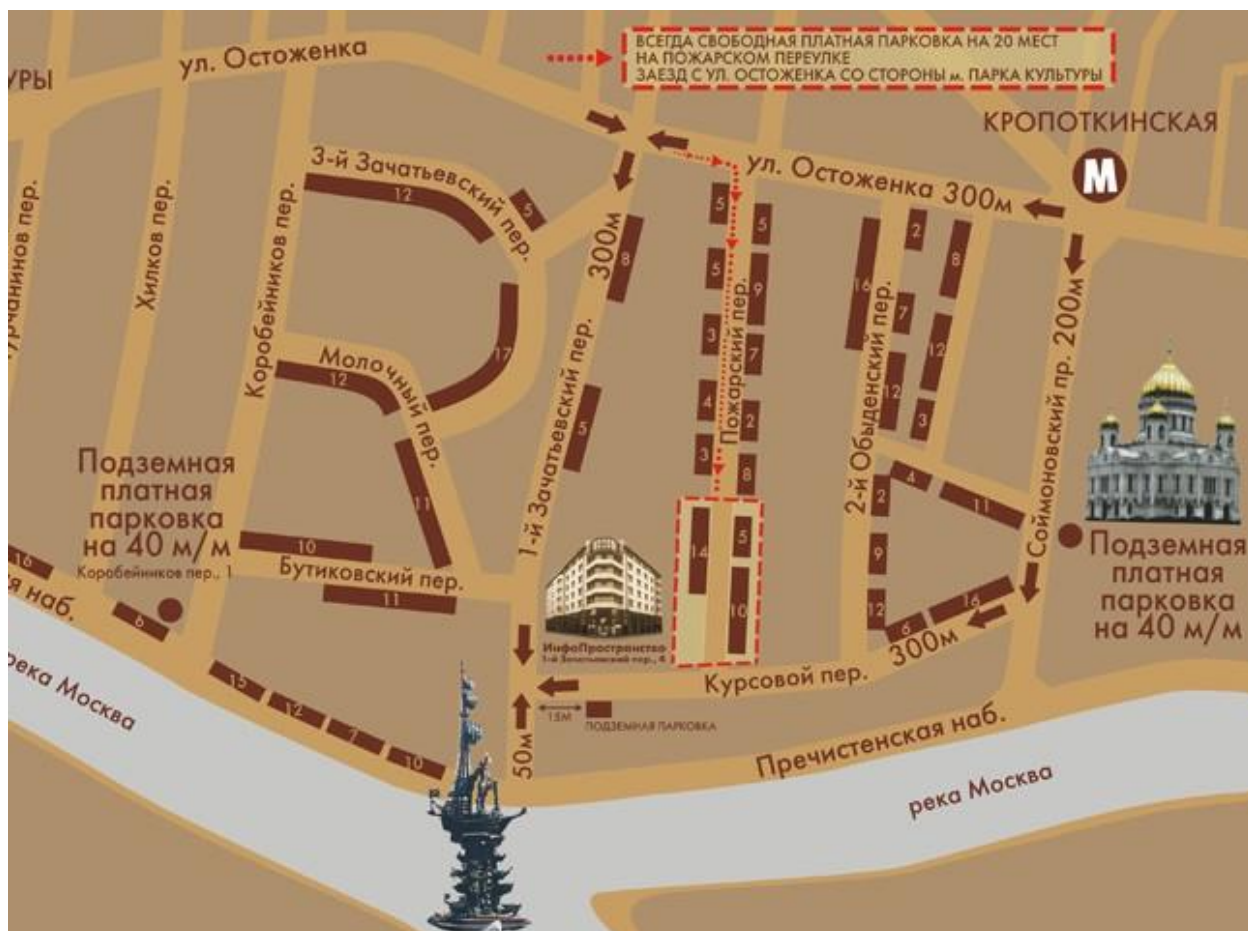 ВСЕГДА СВОБОДНАЯ ПЛАТНАЯ ПАРКОВКА НА 20 МЕСТ
НА ПОЖАРСКОМ ПЕРЕУЛКЕ
ЗАЕЗД С УЛ. ОСТОЖЕНКА СО СТОРОНЫ м. ПАРКА КУЛЬТУРЫ
ул. Остоженка
УРЫ
КРОПОТКИНСКАЯ
М
3-й Зачатьевский пер.
12
5
ул. Остоженка 300м
Хилков пер.
Коробейников пер.
300м
8
5
5
5
9
3
7
4
2
3
8
Пожарский пер.
16
2
8
7
12
12
3
2-й Обыденский пер.
Соймоновский пр. 200м
17
Молочный пер.
12
11
1-й Зачатьевский пер.
5
Подземная
платная
парковка
на 40 м/м
Коробейников пер., 1
10
Бутиковский пер.
11
ИнфоПространство
1-й Зачатьевский пер., 4
14
5
10
2
4
11
9
12
6
16
300м
Подземная
платная
парковка
на 40 м/м
16
я наб.
6
Курсовой пер.
15м
ПОДЗЕМНАЯ ПАРКОВКА
50м
15
12
7
10
река Москва
Пречистенская наб.
река Москва